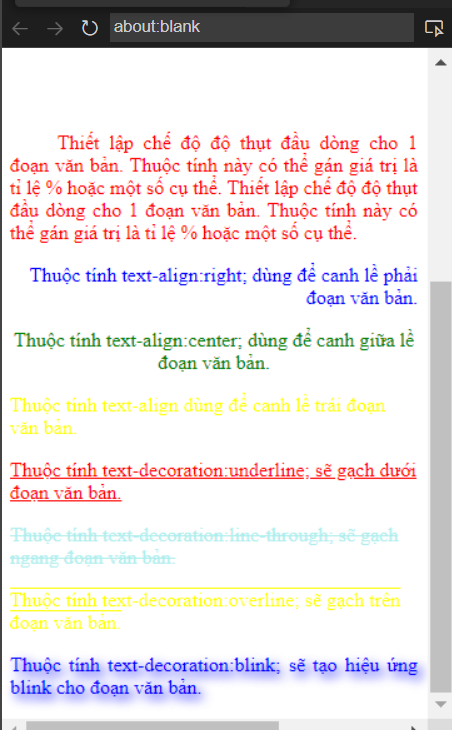 about:blank
Thiết lập chế độ độ thụt đầu dòng cho 1
đoạn văn bản. Thuộc tính này có thể gán giá trị là
tỉ lệ % hoặc một số cụ thể. Thiết lập chế độ độ thụt
đầu dòng cho 1 đoạn văn bản. Thuộc tính này có
thể gán giá trị là tỉ lệ % hoặc một số cụ thể.
Thuộc tính text-align:right; dùng để canh lề phải
đoạn văn bản.
Thuộc tính text-align:center; dùng để canh giữa lề
đoạn văn bản.
Thuộc tính text-align dùng để canh lề trái đoạn
văn bản.
Thuộc tính text-decoration:underline; sẽ gạch dưới
đoạn văn bản.
Thuộc tính text-decoration:line-through; sẽ gạch
ngang đoạn văn bản.
Thuộc tính text-decoration:overline; sẽ gạch trên
đoạn văn bản.
Thuộc tính text-decoration:blink; sẽ tạo hiệu ứng
blink cho đoạn văn bản.